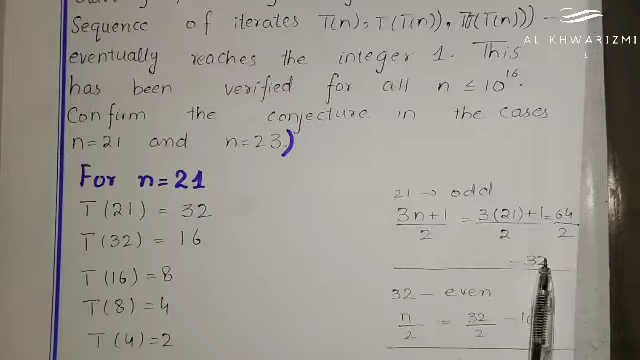 Sequence of iterates T(n), T(T(n)), T(T(T(n))) -
eventually reaches the integer 1. This
has been verified for all n ≤ 10^16.
Confirm the conjecture in the cases
n=21 and n=23)
For n=21
T(21) = 32
T(32) = 16
T(16) = 8
T(8) = 4
T(4) = 2
21 → odd
3n+1/2 = 3(21)+1/2 = 64/2
= 32
32 - even
n/2 = 32/2
AL KHWARIZMI